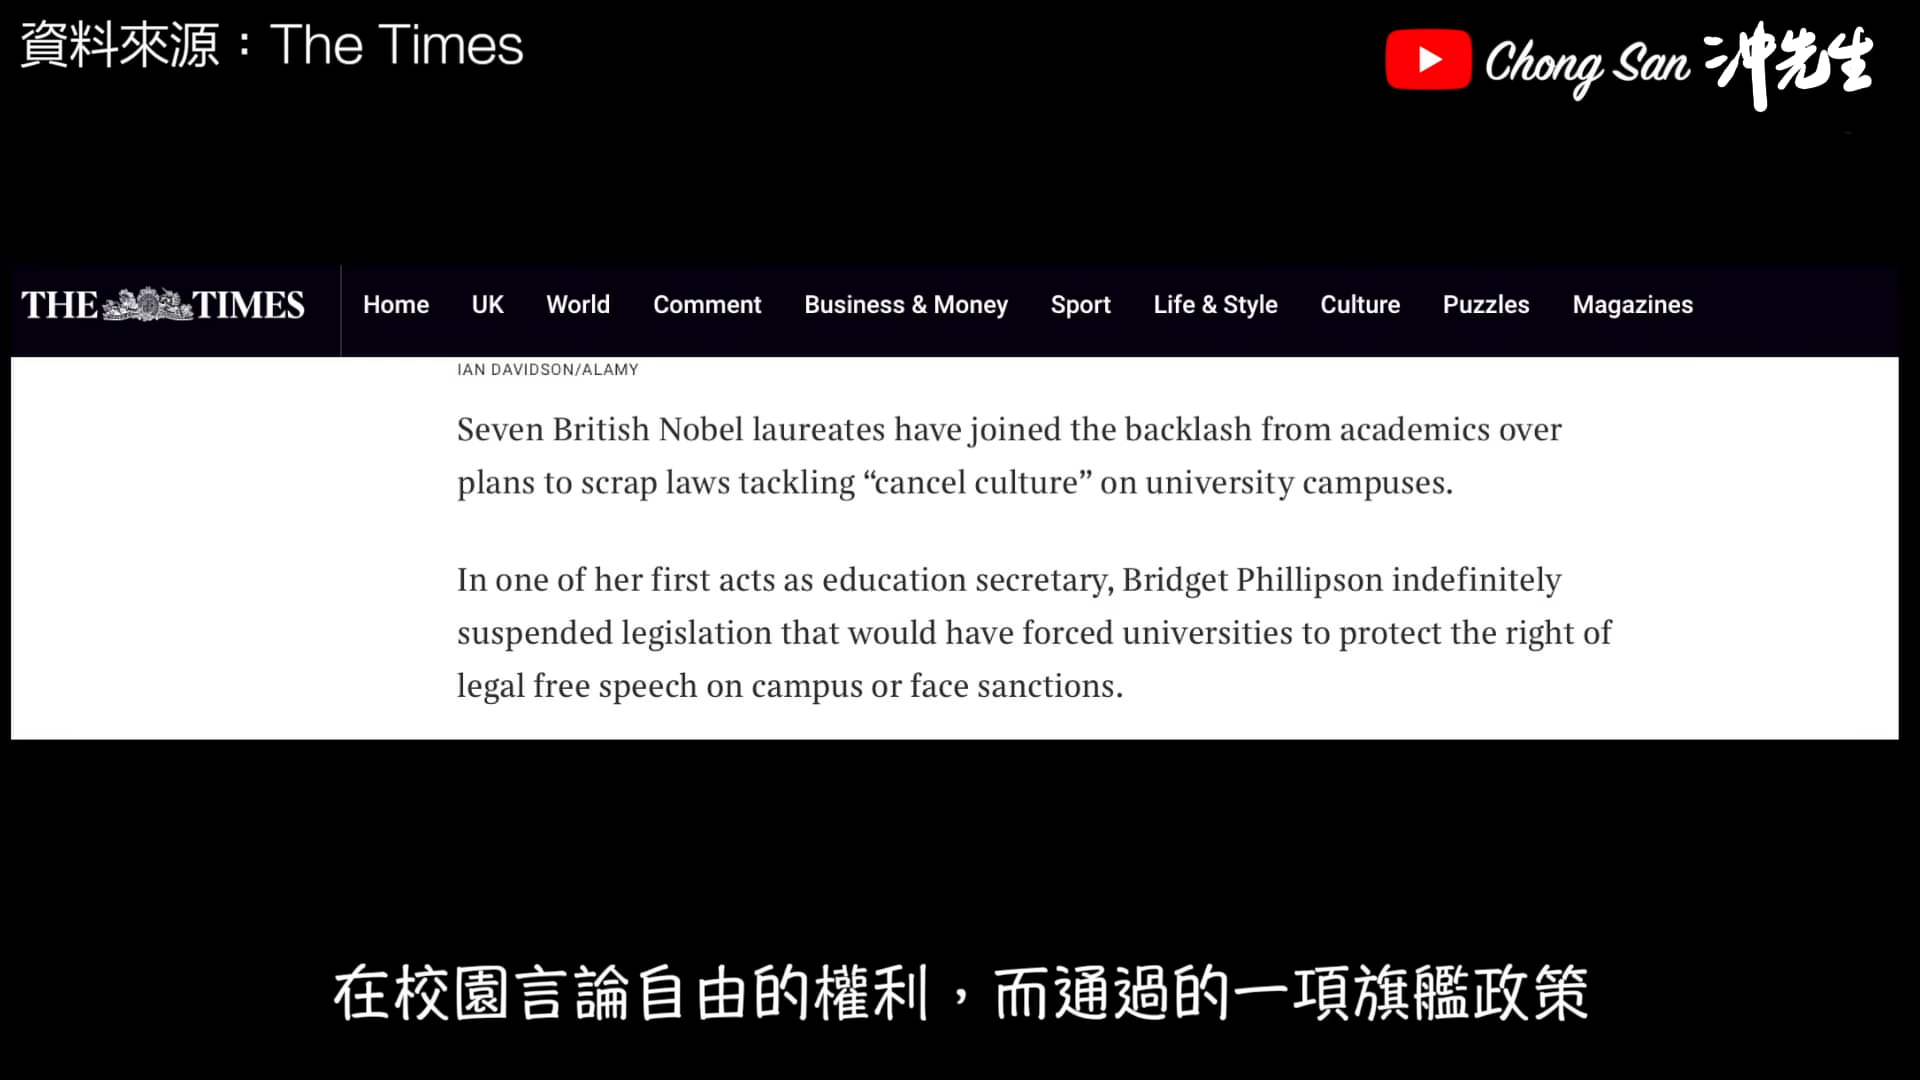 資料來源：The Times
Chong San 沖先生
THE TIMES
Home UK World Comment Business & Money Sport Life & Style Culture Puzzles Magazines
IAN DAVIDSON/ALAMY
Seven British Nobel laureates have joined the backlash from academics over
plans to scrap laws tackling “cancel culture” on university campuses.
In one of her first acts as education secretary, Bridget Phillipson indefinitely
suspended legislation that would have forced universities to protect the right of
legal free speech on campus or face sanctions.
在校園言論自由的權利，而通過的一項旗艦政策